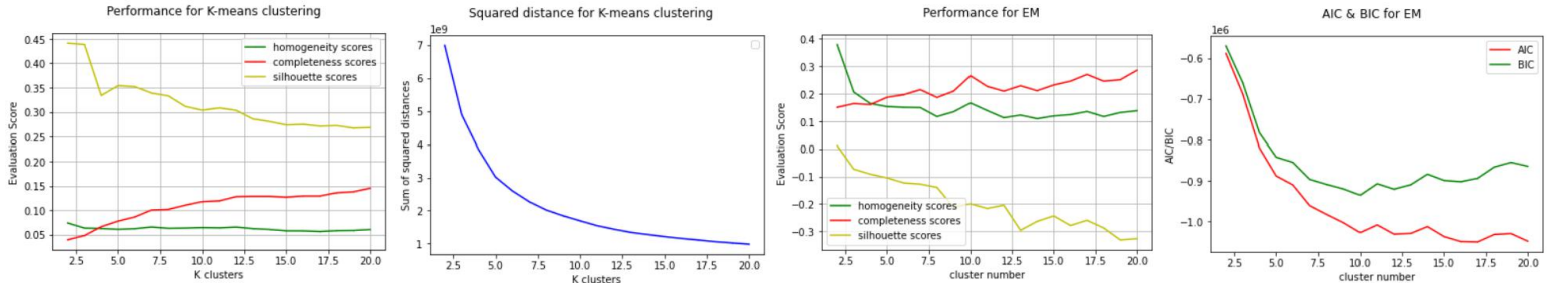 Performance for K-means clustering
Evaluation Score
0.45
0.40
0.35
0.30
0.25
0.20
0.15
0.10
0.05
homogeneity scores
completeness scores
silhouette scores
2.5 5.0 7.5 10.0 12.5 15.0 17.5 20.0
K clusters
Squared distance for K-means clustering
1e9
Sum of squared distances
7
6
5
4
3
2
1
2.5 5.0 7.5 10.0 12.5 15.0 17.5 20.0
K clusters
Performance for EM
Evaluation Score
0.4
0.3
0.2
0.1
0.0
−0.1
−0.2
−0.3
homogeneity scores
completeness scores
silhouette scores
2.5 5.0 7.5 10.0 12.5 15.0 17.5 20.0
cluster number
AIC & BIC for EM
1e6
AIC/BIC
−0.6
−0.7
−0.8
−0.9
−1.0
AIC
BIC
2.5 5.0 7.5 10.0 12.5 15.0 17.5 20.0
cluster number